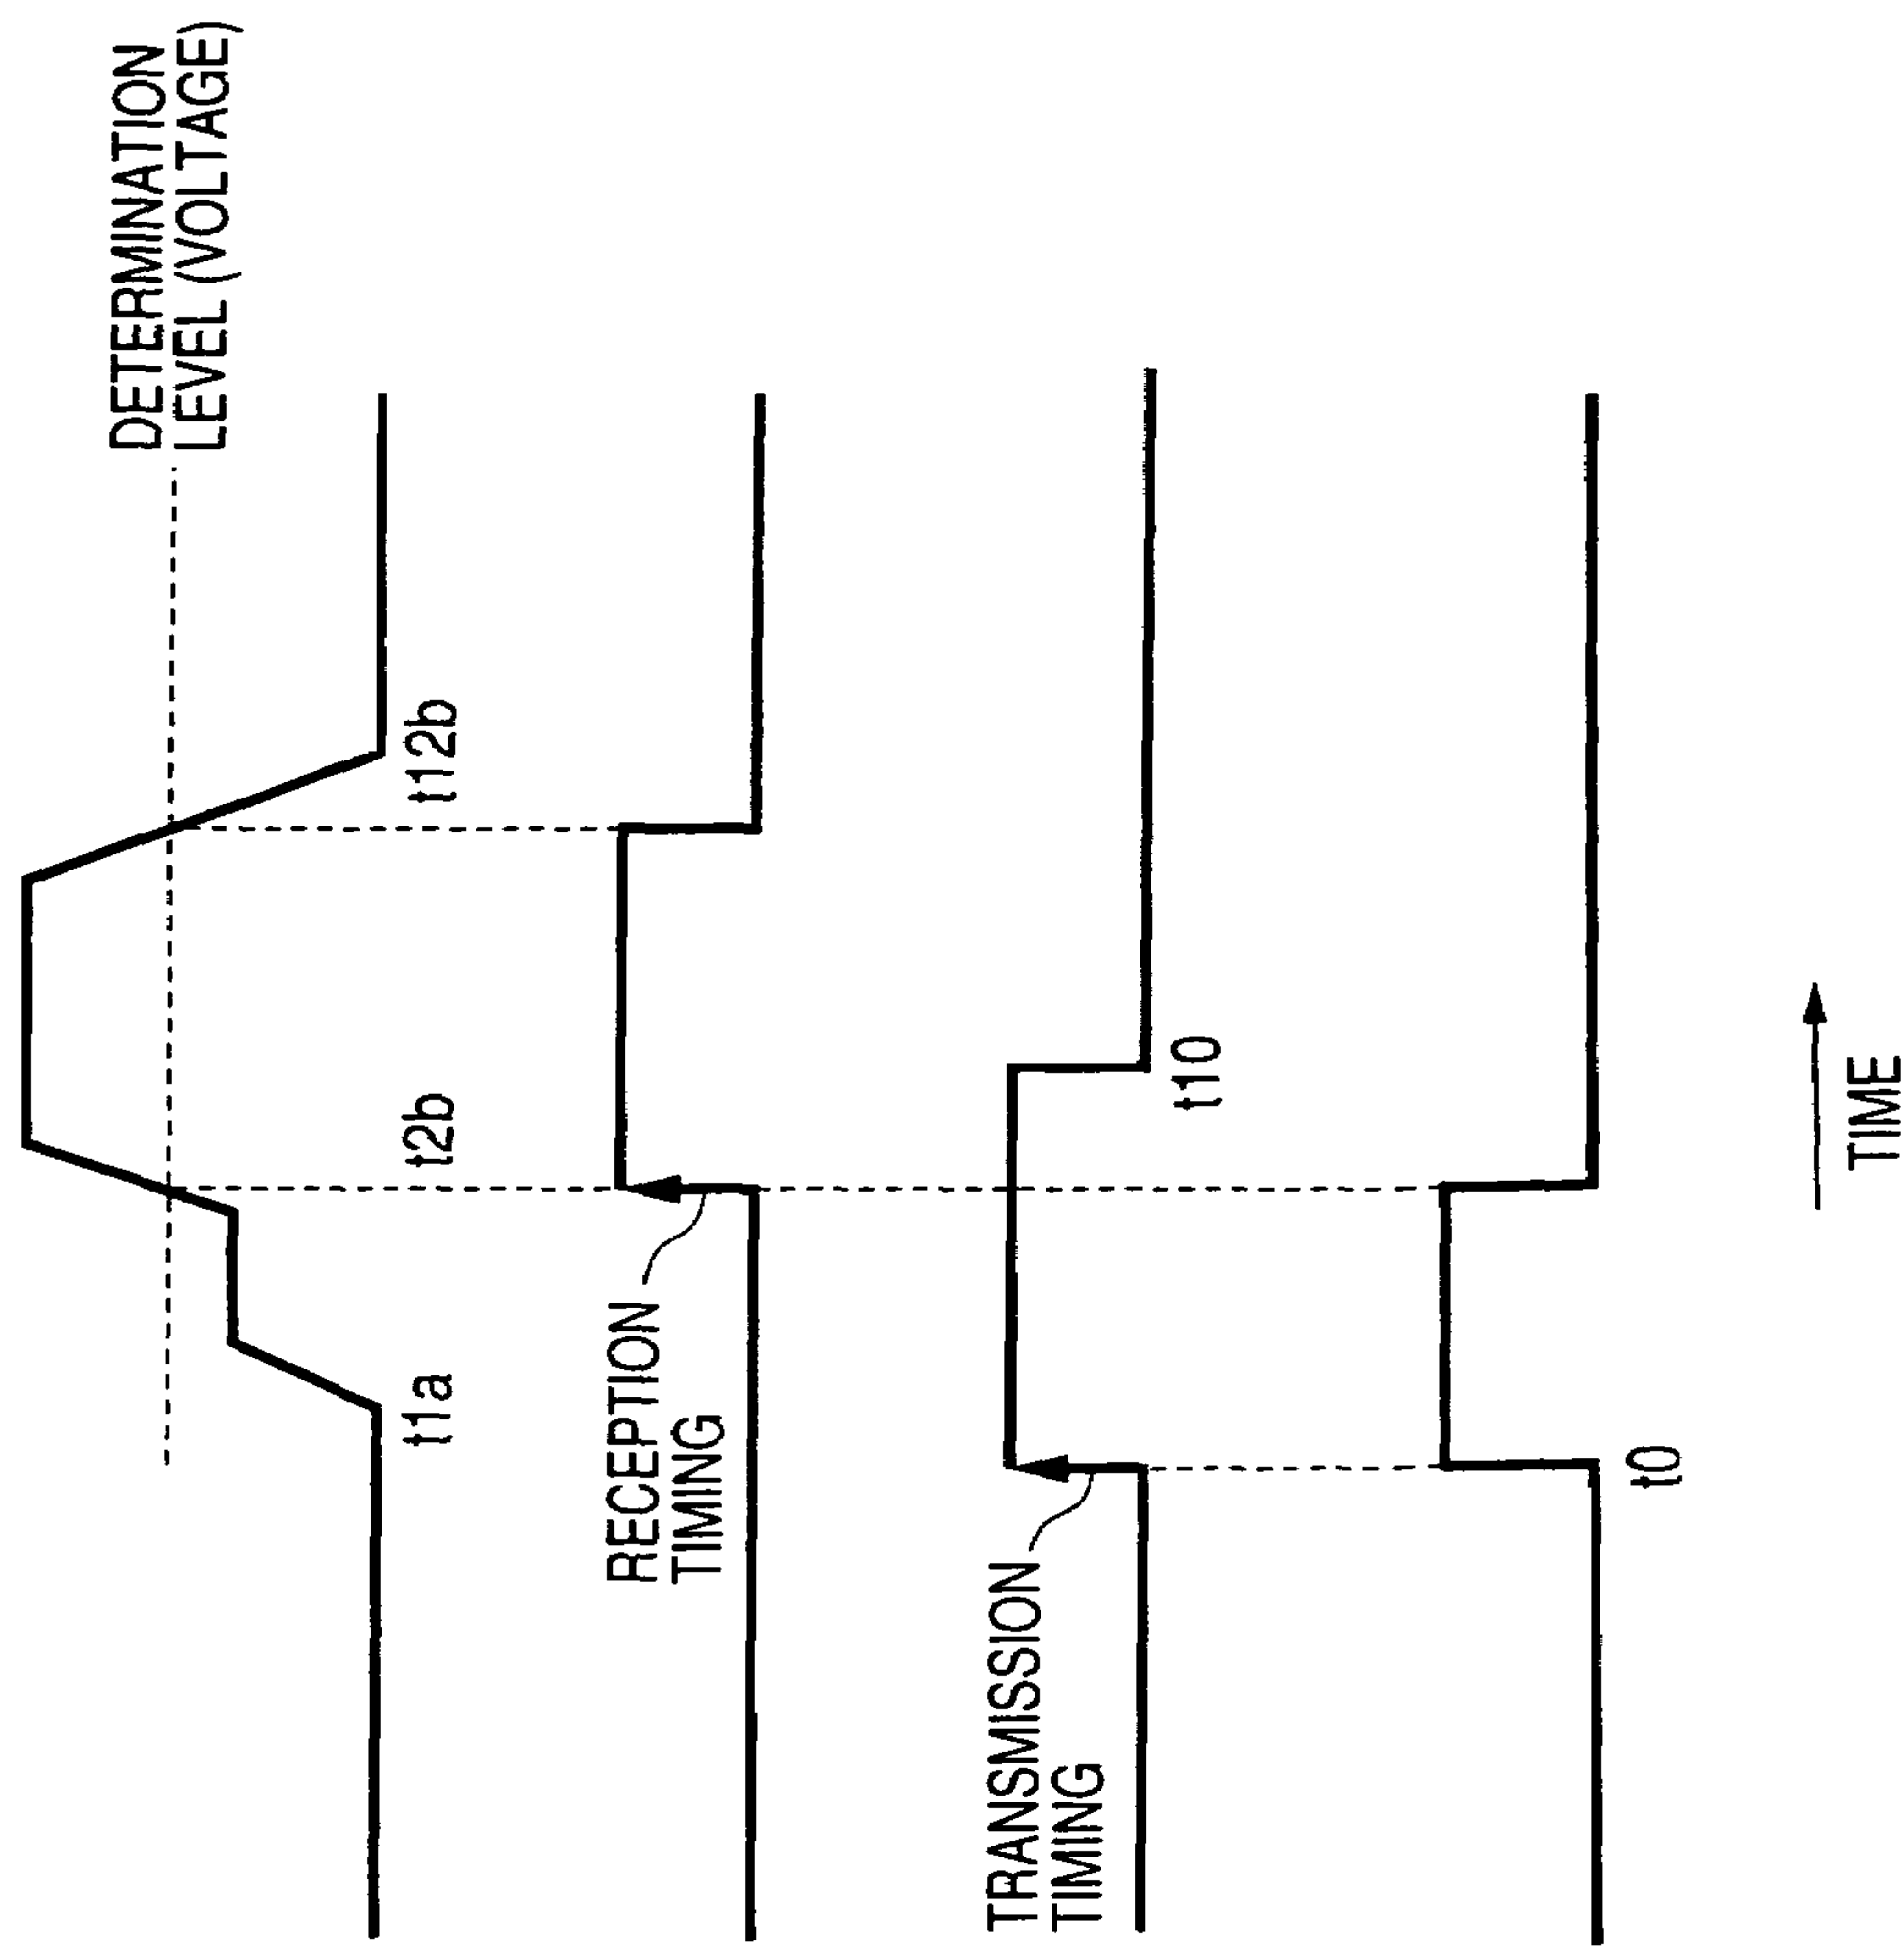 DETERMINATION
LEVEL (VOLTAGE)
t1a
t2b
t12b
RECEPTION
TIMING
TRANSMISSION
TIMING
t10
t0
TIME